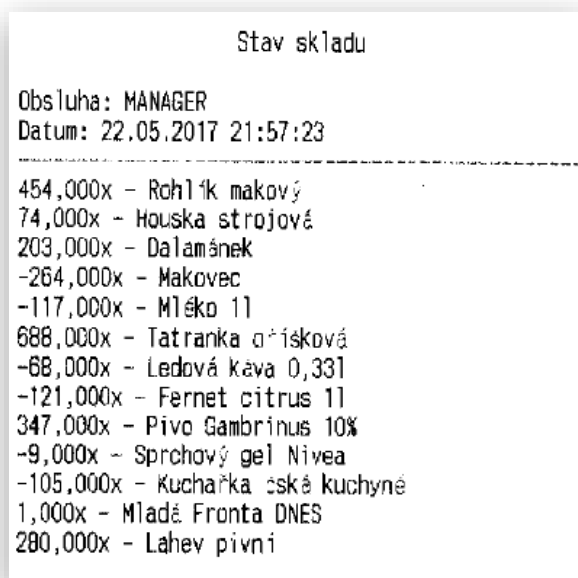 Stav skladu
Obsluha: MANAGER
Datum: 22.05.2017 21:57:23
454,000x - Rohlík makový
74,000x - Houska strojová
203,000x - Dalamánek
-264,000x - Makovec
-117,000x - Mléko 1l
688,000x - Tatranka oříšková
-68,000x - Ledová káva 0,33l
-121,000x - Fernet citrus 1l
347,000x - Pivo Gambrinus 10%
-9,000x - Sprchový gel Nivea
-105,000x - Kuchařka kuchyně
1,000x - Mladá Fronta DNES
280,000x - Lahev pivní